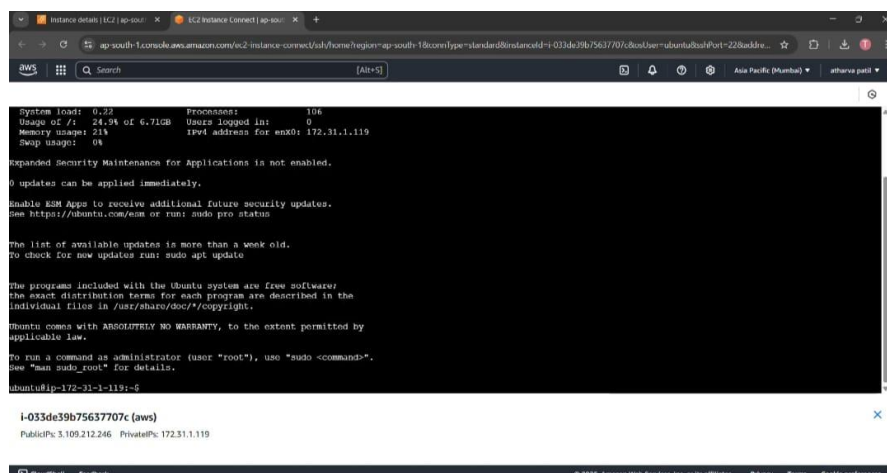 Instance details | EC2 | ap-sout
EC2 Instance Connect | ap-sout
ap-south-1.console.aws.amazon.com/ec2-instance-connect/ssh/home?region=ap-south-1&connType=standard&instanceId=i-033de39b75637707c&osUser=ubuntu&sshPort=22&addre...
aws Search [Alt+S] Asia Pacific (Mumbai) atharva patil
System load: 0.22 Processes: 106
Usage of /: 24.9% of 6.71GB Users logged in: 0
Memory usage: 21% IPv4 address for enX0: 172.31.1.119
Swap usage: 0%
Expanded Security Maintenance for Applications is not enabled.
0 updates can be applied immediately.
Enable ESM Apps to receive additional future security updates.
See https://ubuntu.com/esm or run: sudo pro status
The list of available updates is more than a week old.
To check for new updates run: sudo apt update
The programs included with the Ubuntu system are free software;
the exact distribution terms for each program are described in the
individual files in /usr/share/doc/*/copyright.
Ubuntu comes with ABSOLUTELY NO WARRANTY, to the extent permitted by
applicable law.
To run a command as administrator (user "root"), use "sudo <command>".
See "man sudo_root" for details.
ubuntu@ip-172-31-1-119:~$
i-033de39b75637707c (aws)
PublicIPs: 3.109.212.246 PrivateIPs: 172.31.1.119